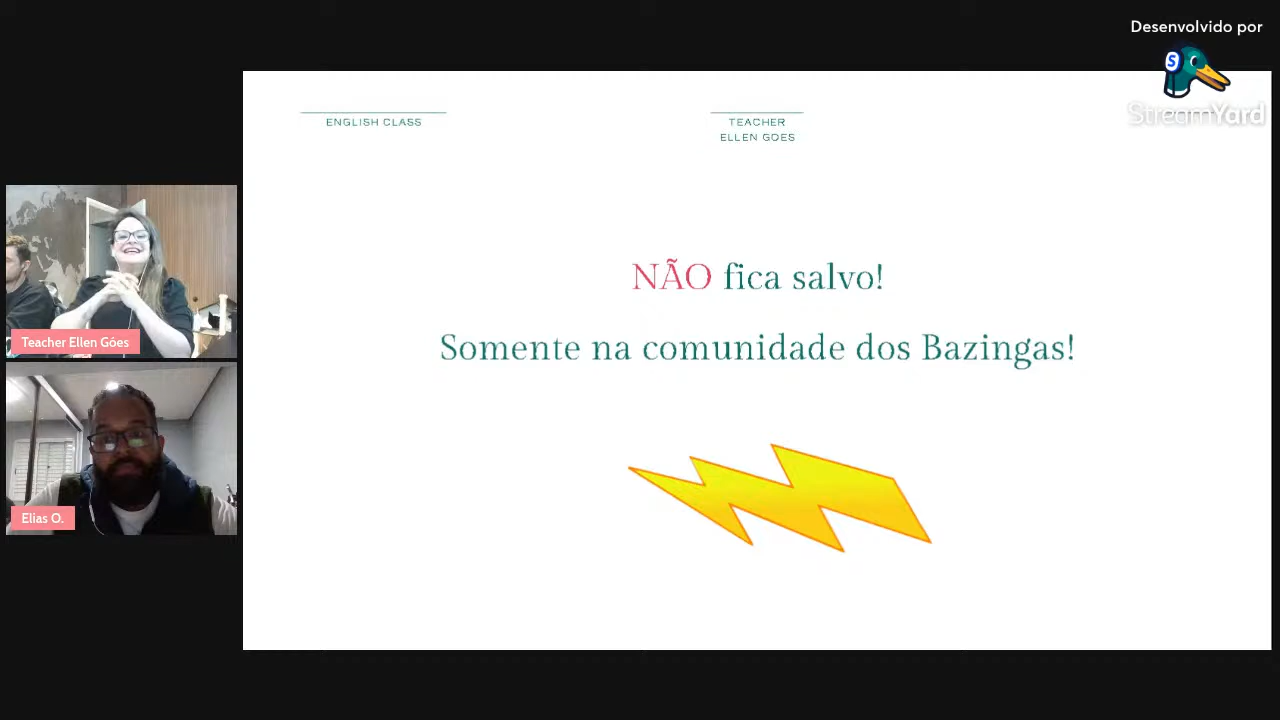 Desenvolvido por
StreamYard
ENGLISH CLASS
TEACHER
ELLEN GOES
NÃO fica salvo!
Somente na comunidade dos Bazingas!
Teacher Ellen Góes
Elias O.